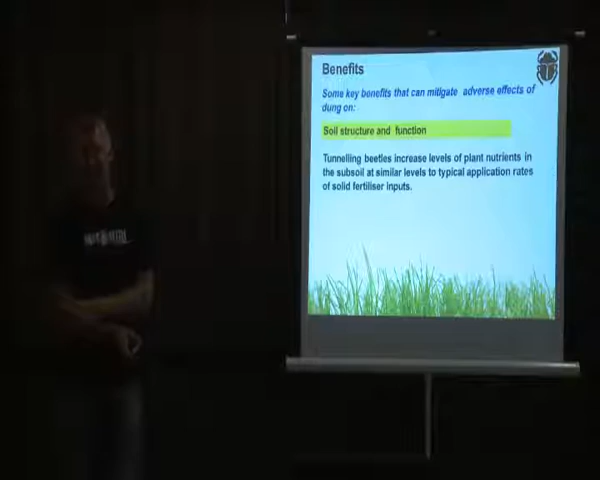 Benefits
Some key benefits that can mitigate adverse effects of
dung on:
Soil structure and function
Tunnelling beetles increase levels of plant nutrients in
the subsoil at similar levels to typical application rates
of solid fertiliser inputs.